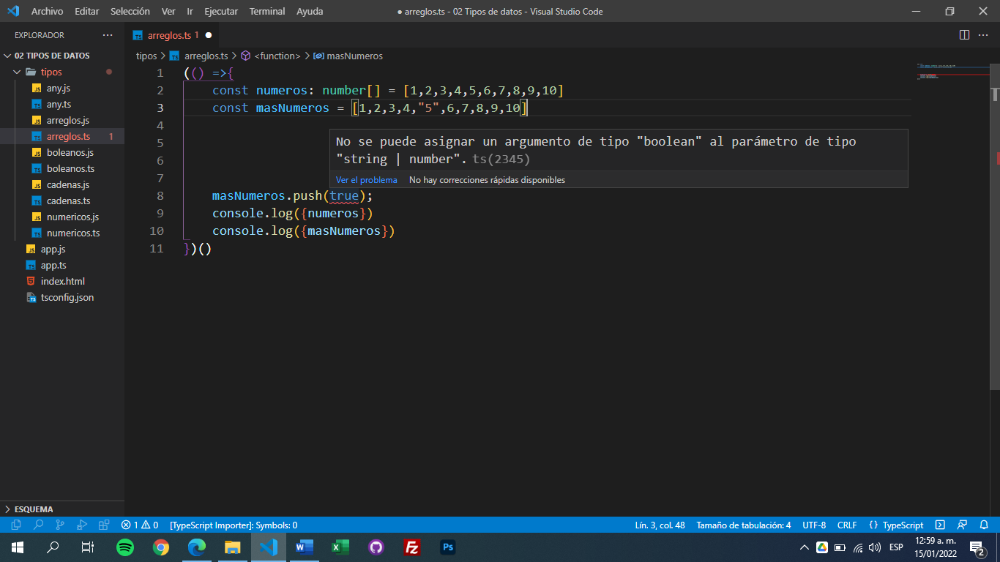 Archivo Editar Selección Ver Ir Ejecutar Terminal Ayuda
● arreglos.ts - 02 Tipos de datos - Visual Studio Code
EXPLORADOR
02 TIPOS DE DATOS
tipos
any.js
any.ts
arreglos.js
arreglos.ts 1
boleanos.js
boleanos.ts
cadenas.js
cadenas.ts
numericos.js
numericos.ts
app.js
app.ts
index.html
tsconfig.json
ESQUEMA
arreglos.ts 1
tipos > arreglos.ts > <function> > masNumeros
1 (() =>{
2 const numeros: number[] = [1,2,3,4,5,6,7,8,9,10]
3 const masNumeros = [1,2,3,4,"5",6,7,8,9,10]
4
5
6
7
No se puede asignar un argumento de tipo "boolean" al parámetro de tipo
"string | number". ts(2345)
Ver el problema No hay correcciones rápidas disponibles
8 masNumeros.push(true);
9 console.log({numeros})
10 console.log({masNumeros})
11 })()
1 0 [TypeScript Importer]: Symbols: 0
Lín. 3, col. 48 Tamaño de tabulación: 4 UTF-8 CRLF {} TypeScript
ESP
12:59 a. m.
15/01/2022
2